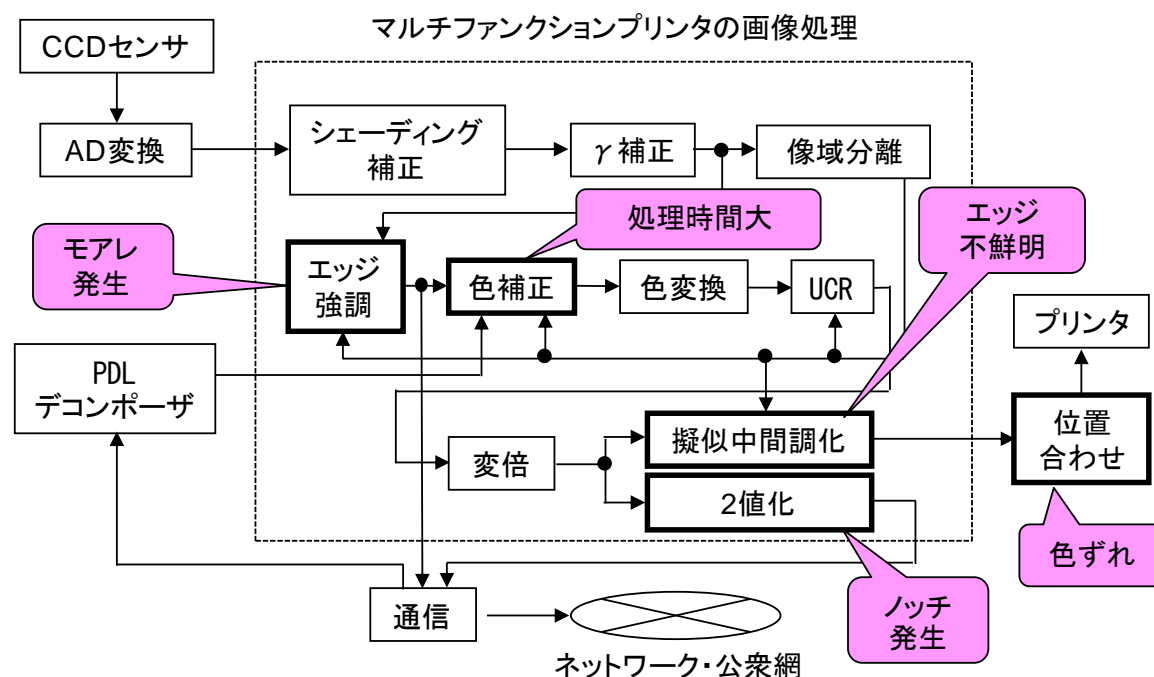 マルチファンクションプリンタの画像処理
CCDセンサ
AD変換
シェーディング
補正
γ補正
像域分離
処理時間大
エッジ
不鮮明
モアレ
発生
エッジ
強調
色補正
色変換
UCR
プリンタ
PDL
デコンポーザ
変倍
擬似中間調化
位置
合わせ
2値化
色ずれ
通信
ノッチ
発生
ネットワーク・公衆網